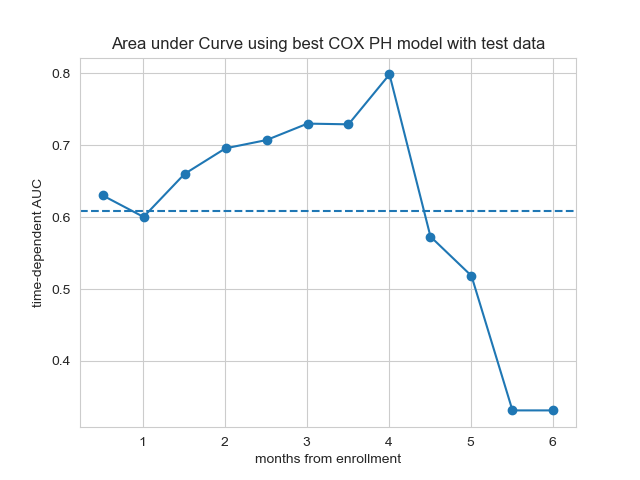 Area under Curve using best COX PH model with test data
0.8
0.7
0.6
0.5
0.4
time-dependent AUC
1 2 3 4 5 6
months from enrollment